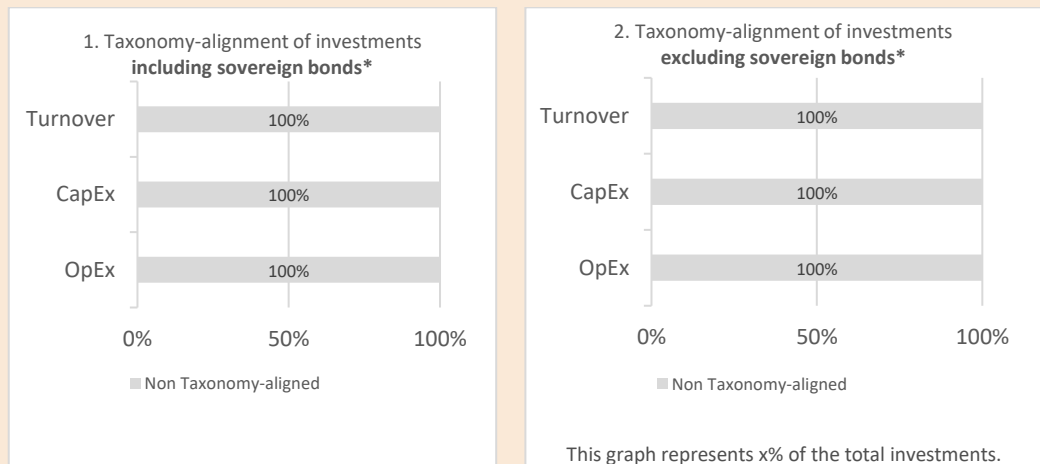 1. Taxonomy-alignment of investments
including sovereign bonds*
Turnover
100%
CapEx
100%
OpEx
100%
0%
50%
100%
Non Taxonomy-aligned
2. Taxonomy-alignment of investments
excluding sovereign bonds*
Turnover
100%
CapEx
100%
OpEx
100%
0%
50%
100%
Non Taxonomy-aligned
This graph represents x% of the total investments.